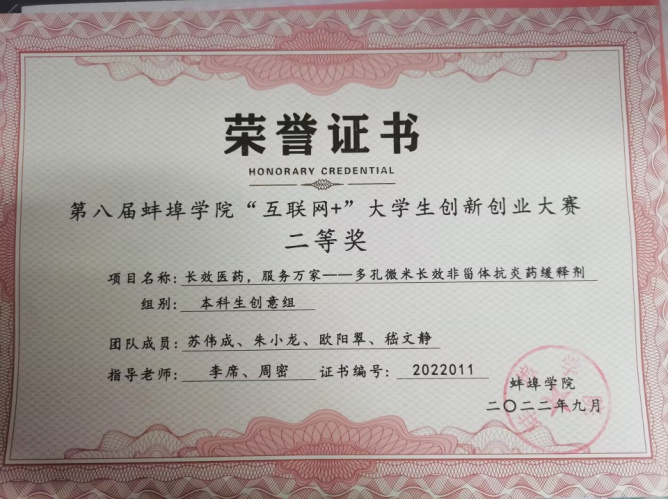 荣誉证书
HONORARY CREDENTIAL
第八届蚌埠学院“互联网+”大学生创新创业大赛
二等奖
项目名称：长效医药，服务万家——多孔微米长效非甾体抗炎药缓释剂
组别：本科生创意组
团队成员：苏伟成、朱小龙、欧阳翠、嵇文静
指导老师：李席、周密 证书编号：2022011
蚌埠学院
二〇二二年九月